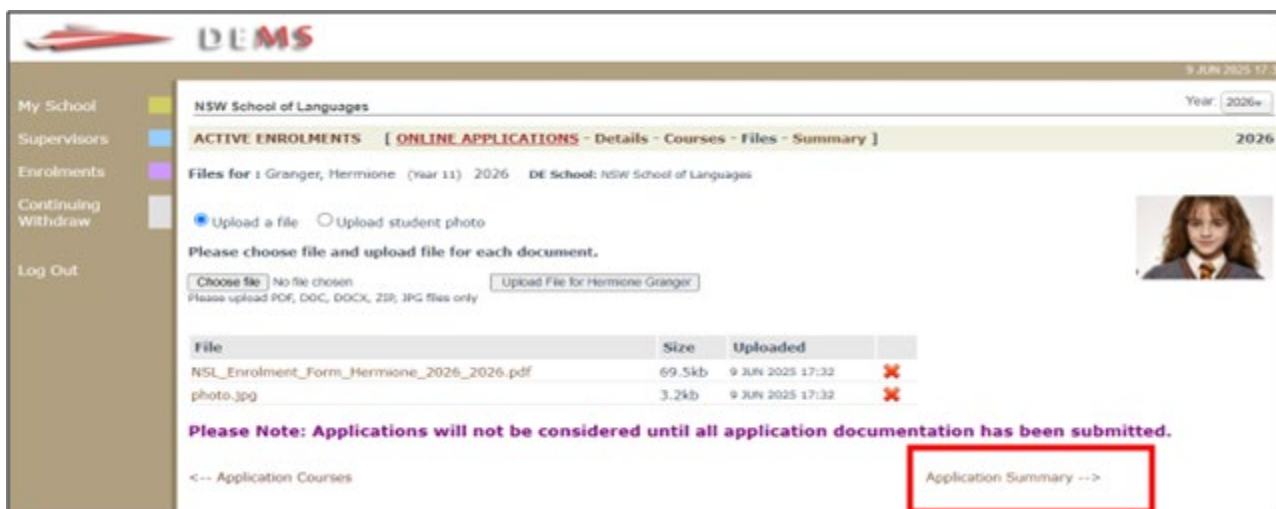 DEMS
9 JUN 2025 17:3
My School
Supervisors
Enrolments
Continuing
Withdraw
Log Out
NSW School of Languages
Year: 2026
ACTIVE ENROLMENTS [ ONLINE APPLICATIONS - Details - Courses - Files - Summary ] 2026
Files for : Granger, Hermione (Year 11) 2026 DE School: NSW School of Languages
Upload a file Upload student photo
Please choose file and upload file for each document.
Choose file No file chosen Upload File for Hermione Granger
Please upload PDF, DOC, DOCX, ZIP, JPG files only
File Size Uploaded
NSL_Enrolment_Form_Hermione_2026_2026.pdf 69.5kb 9 JUN 2025 17:32
photo.jpg 3.2kb 9 JUN 2025 17:32
Please Note: Applications will not be considered until all application documentation has been submitted.
<-- Application Courses Application Summary -->